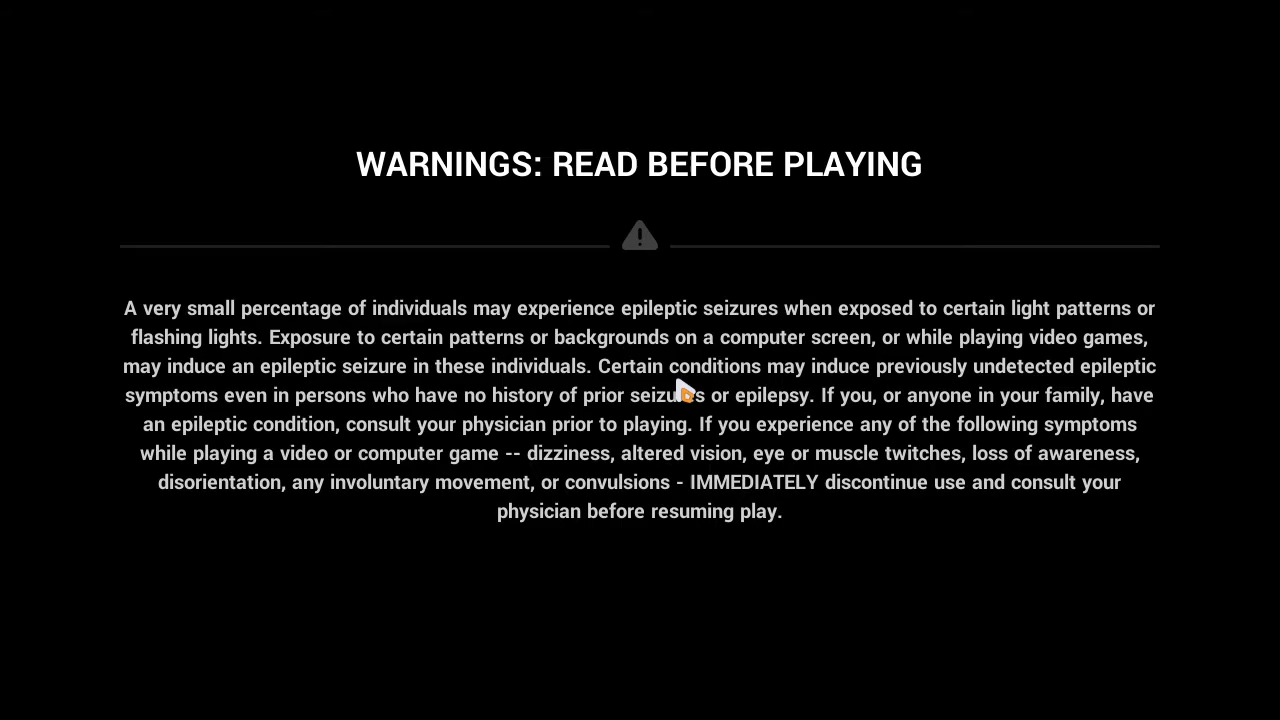 WARNINGS: READ BEFORE PLAYING
A very small percentage of individuals may experience epileptic seizures when exposed to certain light patterns or
flashing lights. Exposure to certain patterns or backgrounds on a computer screen, or while playing video games,
may induce an epileptic seizure in these individuals. Certain conditions may induce previously undetected epileptic
symptoms even in persons who have no history of prior seizures or epilepsy. If you, or anyone in your family, have
an epileptic condition, consult your physician prior to playing. If you experience any of the following symptoms
while playing a video or computer game -- dizziness, altered vision, eye or muscle twitches, loss of awareness,
disorientation, any involuntary movement, or convulsions - IMMEDIATELY discontinue use and consult your
physician before resuming play.